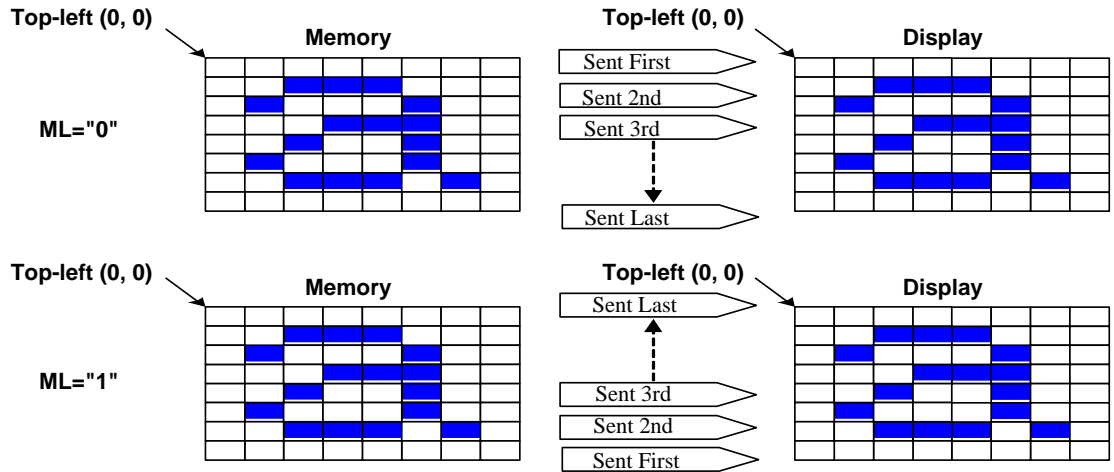 Top-left (0, 0)
Top-left (0, 0)
Memory
Display
Sent First
Sent 2nd
Sent 3rd
ML="0"
Sent Last
Top-left (0, 0)
Top-left (0, 0)
Memory
Display
Sent Last
ML="1"
Sent 3rd
Sent 2nd
Sent First